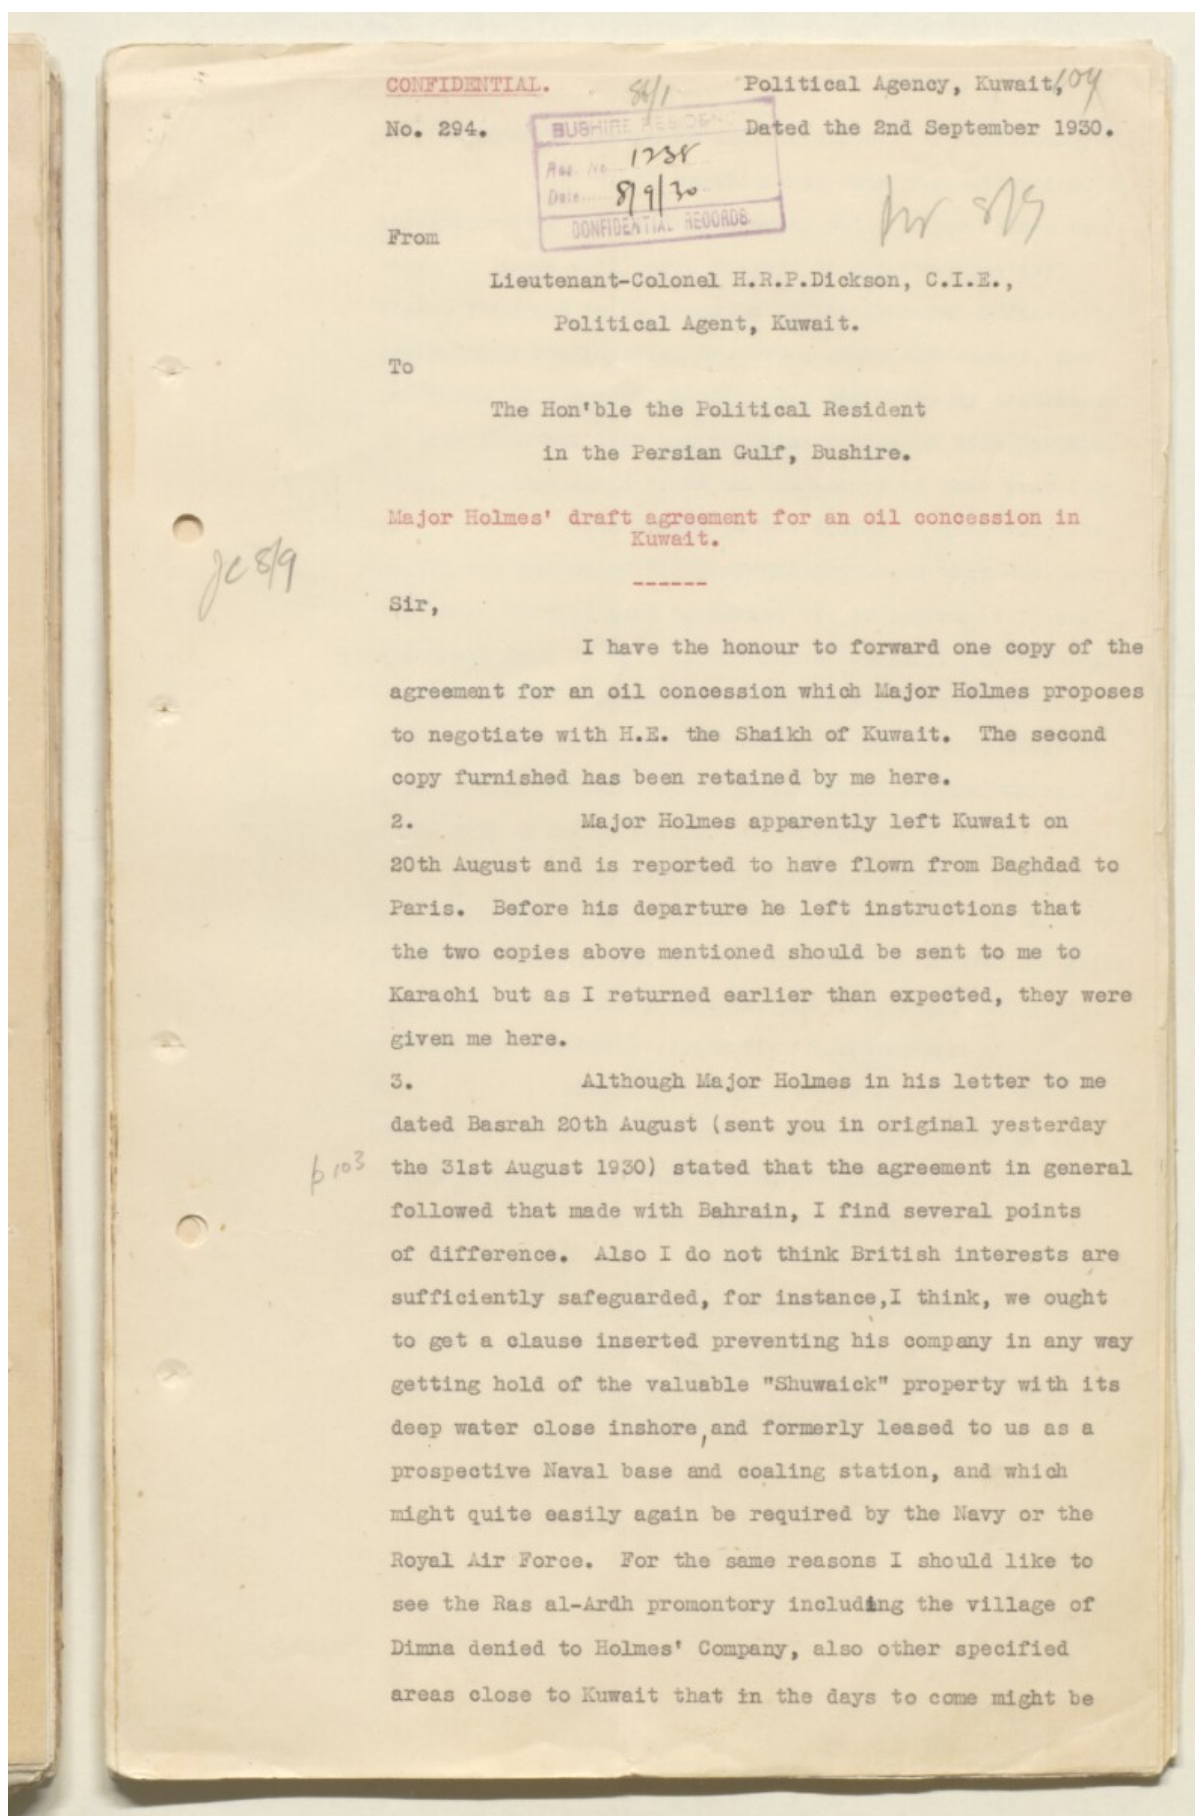 CONFIDENTIAL.
86/1
Political Agency, Kuwait,
109
No. 294.
Dated the 2nd September 1930.
BUSHIRE RESIDENCY
Reg. No. 1238
Date 8/9/30
CONFIDENTIAL RECORDS
8/9
From
Lieutenant-Colonel H.R.P.Dickson, C.I.E.,
Political Agent, Kuwait.
To
The Hon'ble the Political Resident
in the Persian Gulf, Bushire.
Major Holmes' draft agreement for an oil concession in
Kuwait.
------
8/9
Sir,
I have the honour to forward one copy of the
agreement for an oil concession which Major Holmes proposes
to negotiate with H.E. the Shaikh of Kuwait. The second
copy furnished has been retained by me here.
2. Major Holmes apparently left Kuwait on
20th August and is reported to have flown from Baghdad to
Paris. Before his departure he left instructions that
the two copies above mentioned should be sent to me to
Karachi but as I returned earlier than expected, they were
given me here.
3. Although Major Holmes in his letter to me
dated Basrah 20th August (sent you in original yesterday
p 103
the 31st August 1930) stated that the agreement in general
followed that made with Bahrain, I find several points
of difference. Also I do not think British interests are
sufficiently safeguarded, for instance,I think, we ought
to get a clause inserted preventing his company in any way
getting hold of the valuable "Shuwaick" property with its
deep water close inshore,and formerly leased to us as a
prospective Naval base and coaling station, and which
might quite easily again be required by the Navy or the
Royal Air Force. For the same reasons I should like to
see the Ras al-Ardh promontory including the village of
Dimna denied to Holmes' Company, also other specified
areas close to Kuwait that in the days to come might be